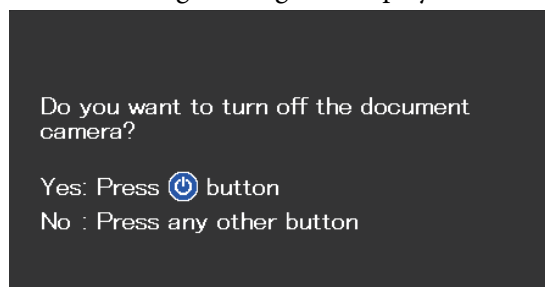 Do you want to turn off the document
camera?
Yes: Press button
No : Press any other button